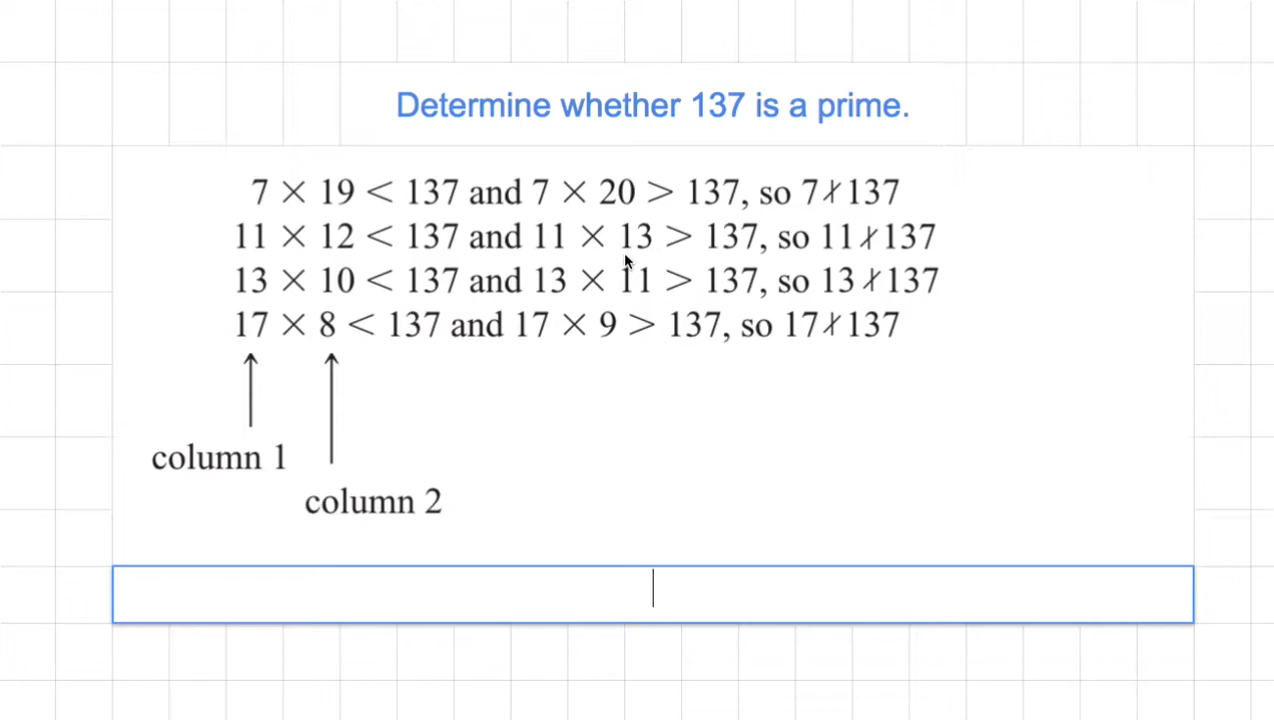 Determine whether 137 is a prime.
7 × 19 < 137 and 7 × 20 > 137, so 7∤137
11 × 12 < 137 and 11 × 13 > 137, so 11∤137
13 × 10 < 137 and 13 × 11 > 137, so 13∤137
17 × 8 < 137 and 17 × 9 > 137, so 17∤137
column 1
column 2